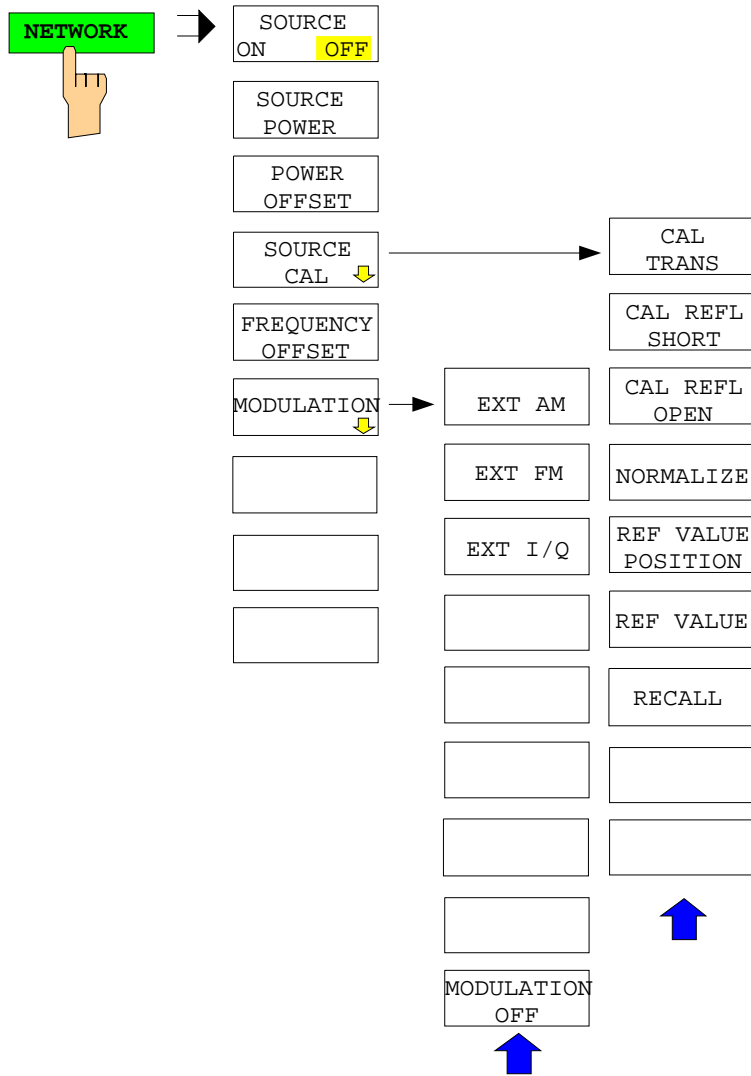 NETWORK
SOURCE
ON OFF
SOURCE
POWER
POWER
OFFSET
SOURCE
CAL
FREQUENCY
OFFSET
MODULATION
EXT AM
EXT FM
EXT I/Q
MODULATION
OFF
CAL
TRANS
CAL REFL
SHORT
CAL REFL
OPEN
NORMALIZE
REF VALUE
POSITION
REF VALUE
RECALL